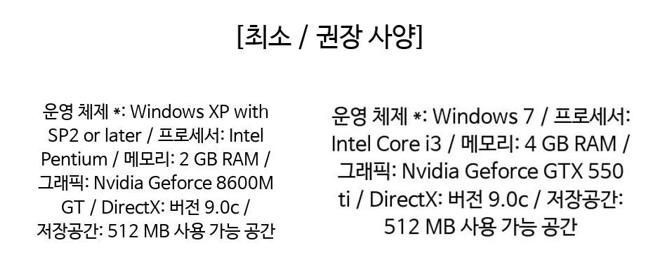 [최소 / 권장 사양]
운영 체제 *: Windows XP with
SP2 or later / 프로세서: Intel
Pentium / 메모리: 2 GB RAM /
그래픽: Nvidia Geforce 8600M
GT / DirectX: 버전 9.0c /
저장공간: 512 MB 사용 가능 공간
운영 체제 *: Windows 7 / 프로세서:
Intel Core i3 / 메모리: 4 GB RAM /
그래픽: Nvidia Geforce GTX 550
ti / DirectX: 버전 9.0c / 저장공간:
512 MB 사용 가능 공간